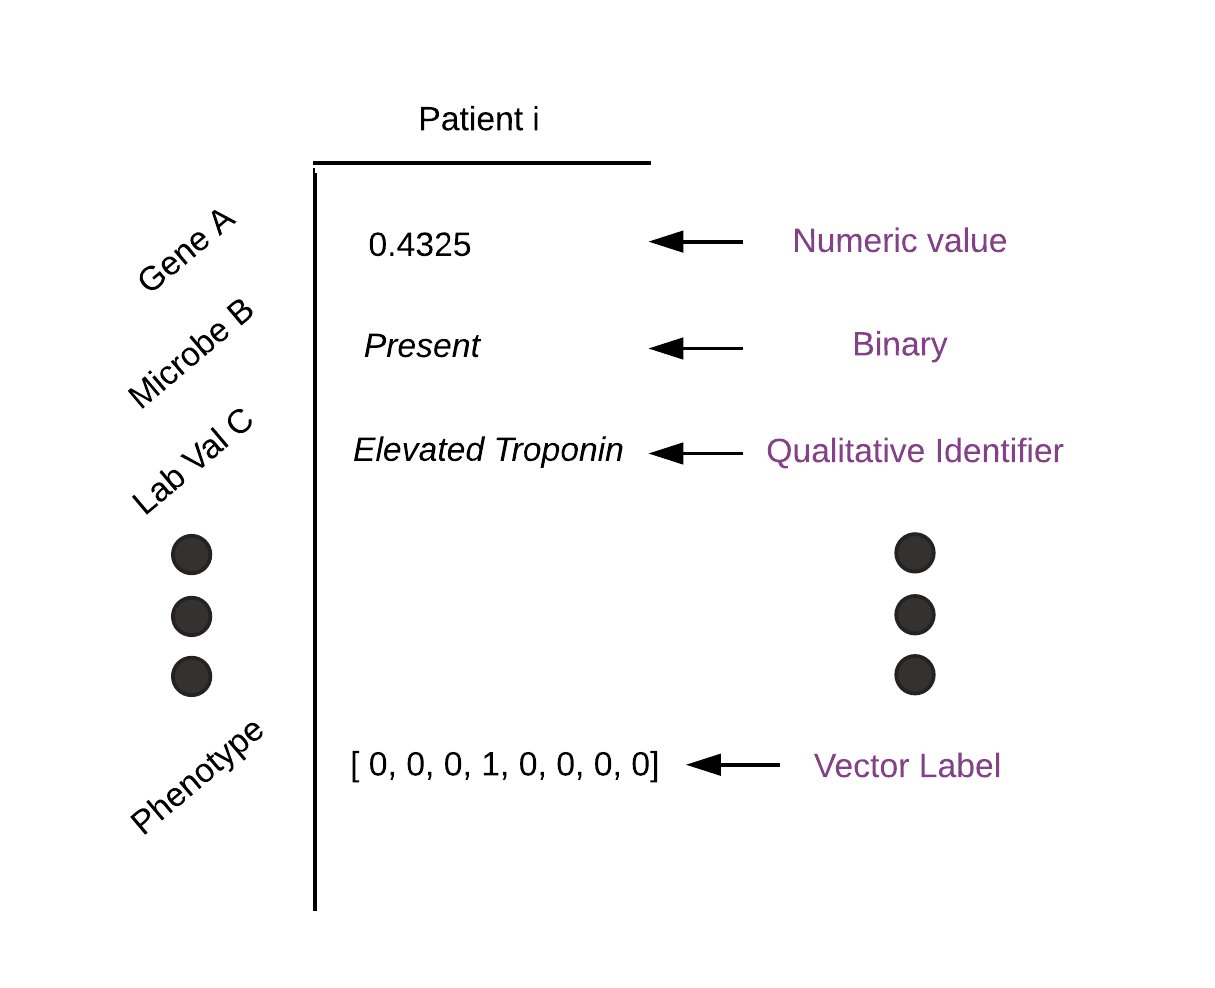 Patient i
Gene A
0.4325
Numeric value
Microbe B
Present
Binary
Lab Val C
Elevated Troponin
Qualitative Identifier
Phenotype
[ 0, 0, 0, 1, 0, 0, 0, 0]
Vector Label